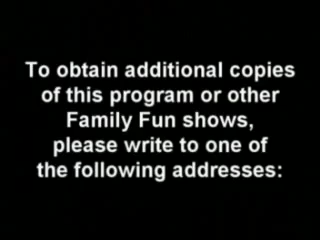 To obtain additional copies
of this program or other
Family Fun shows,
please write to one of
the following addresses: